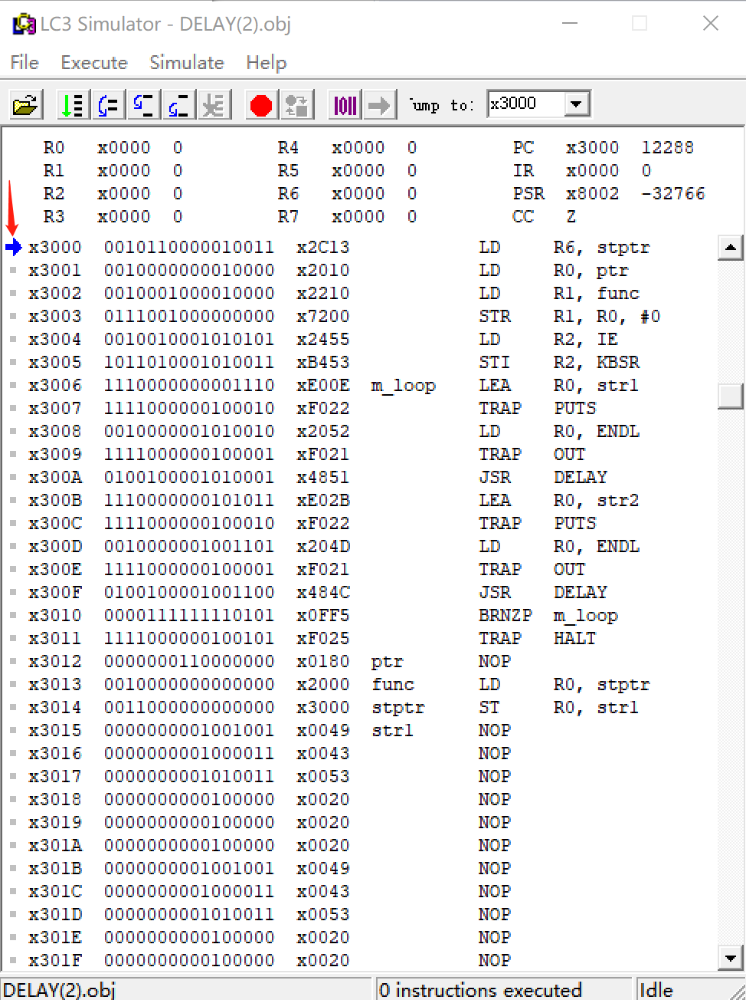 LC3 Simulator - DELAY(2).obj
File Execute Simulate Help
Jump to: x3000
R0 x0000 0 R4 x0000 0 PC x3000 12288
R1 x0000 0 R5 x0000 0 IR x0000 0
R2 x0000 0 R6 x0000 0 PSR x8002 -32766
R3 x0000 0 R7 x0000 0 CC Z
x3000 0010110000010011 x2C13 LD R6, stptr
x3001 0010000000010000 x2010 LD R0, ptr
x3002 0010001000010000 x2210 LD R1, func
x3003 0111001000000000 x7200 STR R1, R0, #0
x3004 0010010001010101 x2455 LD R2, IE
x3005 1011010001010011 xB453 STI R2, KBSR
x3006 1110000000001110 xE00E m_loop LEA R0, str1
x3007 1111000000100010 xF022 TRAP PUTS
x3008 0010000001010010 x2052 LD R0, ENDL
x3009 1111000000100001 xF021 TRAP OUT
x300A 0100100001010001 x4851 JSR DELAY
x300B 1110000000101011 xE02B LEA R0, str2
x300C 1111000000100010 xF022 TRAP PUTS
x300D 0010000001001101 x204D LD R0, ENDL
x300E 1111000000100001 xF021 TRAP OUT
x300F 0100100001001100 x484C JSR DELAY
x3010 0000111111110101 x0FF5 BRNZP m_loop
x3011 1111000000100101 xF025 TRAP HALT
x3012 0000000110000000 x0180 ptr NOP
x3013 0010000000000000 x2000 func LD R0, stptr
x3014 0011000000000000 x3000 stptr ST R0, str1
x3015 0000000001001001 x0049 str1 NOP
x3016 0000000001000011 x0043 NOP
x3017 0000000001010011 x0053 NOP
x3018 0000000000100000 x0020 NOP
x3019 0000000000100000 x0020 NOP
x301A 0000000000100000 x0020 NOP
x301B 0000000001001001 x0049 NOP
x301C 0000000001000011 x0043 NOP
x301D 0000000001010011 x0053 NOP
x301E 0000000000100000 x0020 NOP
x301F 0000000000100000 x0020 NOP
DELAY(2).obj 0 instructions executed Idle